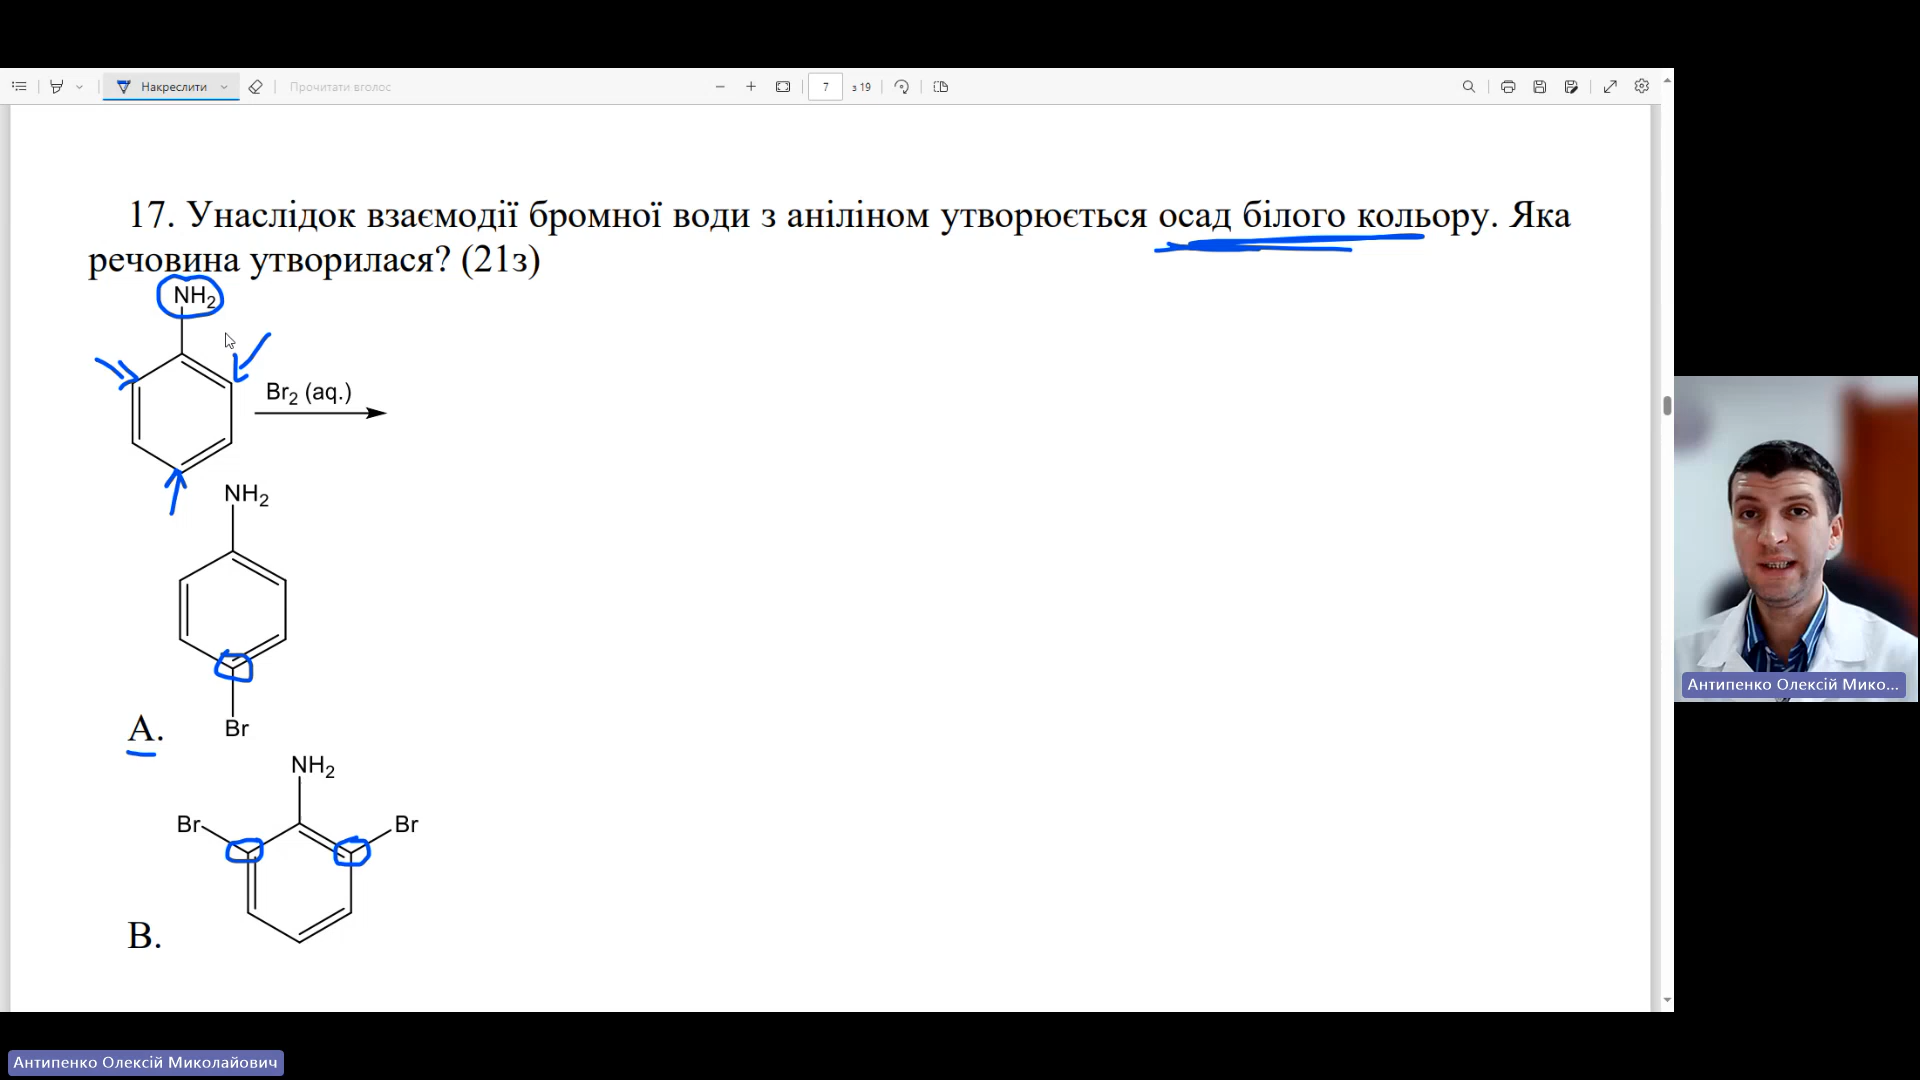 Накреслити
Прочитати вголос
7
з 19
17. Унаслідок взаємодії бромної води з аніліном утворюється осад білого кольору. Яка
речовина утворилася? (21з)
NH2
Br2 (aq.)
NH2
Br
A.
NH2
Br
Br
B.
Антипенко Олексій Мико...
Антипенко Олексій Миколайович